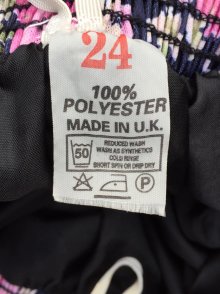 24
100%
POLYESTER
MADE IN U.K.
REDUCED WASH
50 WASH AS SYNTHETICS
COLD RINSE
SHORT SPIN OR DRIP DRY
P